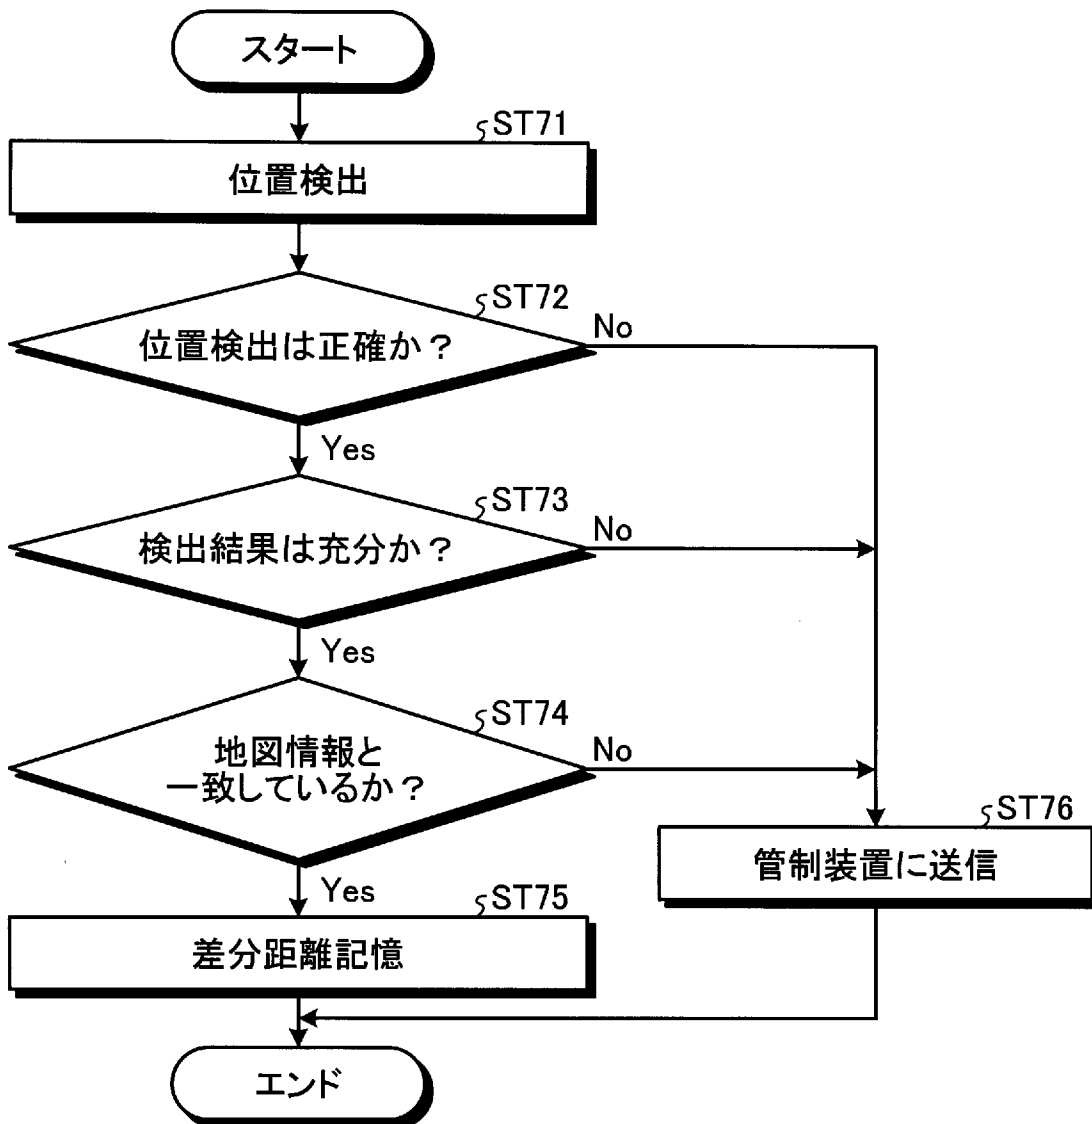 スタート
ST71
位置検出
ST72
位置検出は正確か？
No
Yes
ST73
検出結果は充分か？
No
Yes
ST74
地図情報と
一致しているか？
No
ST76
管制装置に送信
Yes
ST75
差分距離記憶
エンド